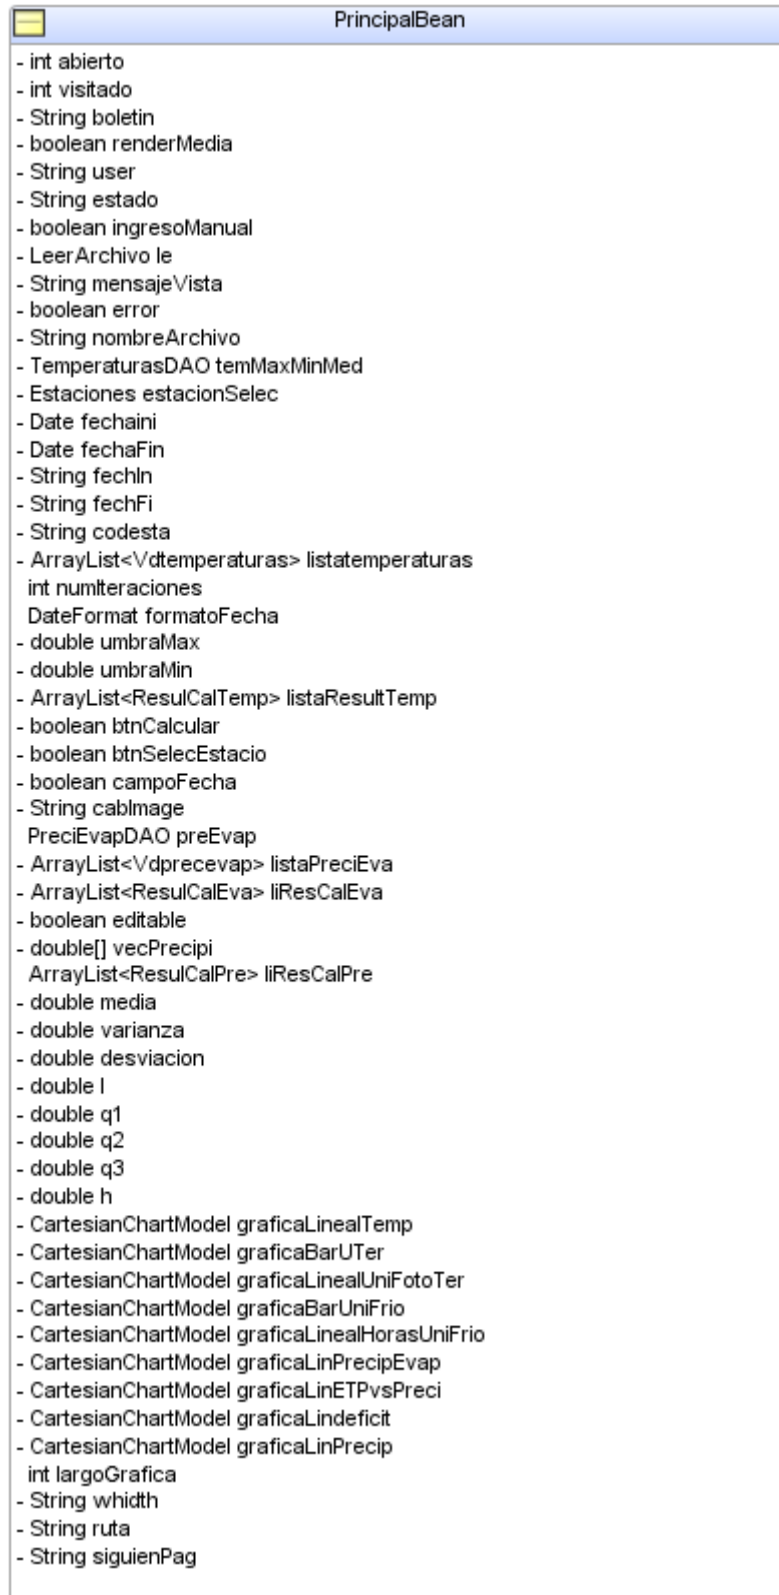 PrincipalBean
- int abierto
- int visitado
- String boletin
- boolean renderMedia
- String user
- String estado
- boolean ingresoManual
- LeerArchivo le
- String mensajeVista
- boolean error
- String nombreArchivo
- TemperaturasDAO temMaxMinMed
- Estaciones estacionSelec
- Date fechaini
- Date fechaFin
- String fechIn
- String fechFi
- String codesta
- ArrayList<Vdtemperaturas> listatemperaturas
int numIteraciones
DateFormat formatoFecha
- double umbraMax
- double umbraMin
- ArrayList<ResulCalTemp> listaResultTemp
- boolean btnCalcular
- boolean btnSelecEstacio
- boolean campoFecha
- String cabImage
PreciEvapDAO preEvap
- ArrayList<Vdprecevap> listaPreciEva
- ArrayList<ResulCalEva> liResCalEva
- boolean editable
- double[] vecPrecipi
ArrayList<ResulCalPre> liResCalPre
- double media
- double varianza
- double desviacion
- double l
- double q1
- double q2
- double q3
- double h
- CartesianChartModel graficaLinealTemp
- CartesianChartModel graficaBarUTer
- CartesianChartModel graficaLinealUniFotoTer
- CartesianChartModel graficaBarUniFrio
- CartesianChartModel graficaLinealHorasUniFrio
- CartesianChartModel graficaLinPrecipEvap
- CartesianChartModel graficaLinETPvsPreci
- CartesianChartModel graficaLindeficit
- CartesianChartModel graficaLinPrecip
int largoGrafica
- String whidth
- String ruta
- String siguienPag